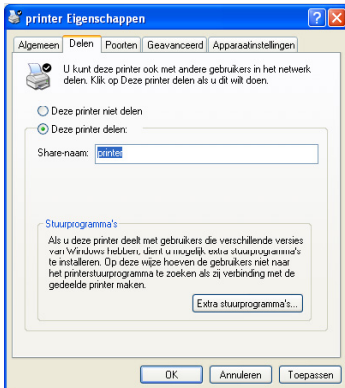 printer Eigenschappen
Algemeen Delen Poorten Geavanceerd Apparaatinstellingen
U kunt deze printer ook met andere gebruikers in het netwerk
delen. Klik op Deze printer delen als u dit wilt doen.
Deze printer niet delen
Deze printer delen:
Share-naam: printer
Stuurprogramma's
Als u deze printer deelt met gebruikers die verschillende versies
van Windows hebben, dient u mogelijk extra stuurprogramma's
te installeren. Op deze wijze hoeven de gebruikers niet naar
het printerstuurprogramma te zoeken als zij verbinding met de
gedeelde printer maken.
Extra stuurprogramma's...
OK Annuleren Toepassen